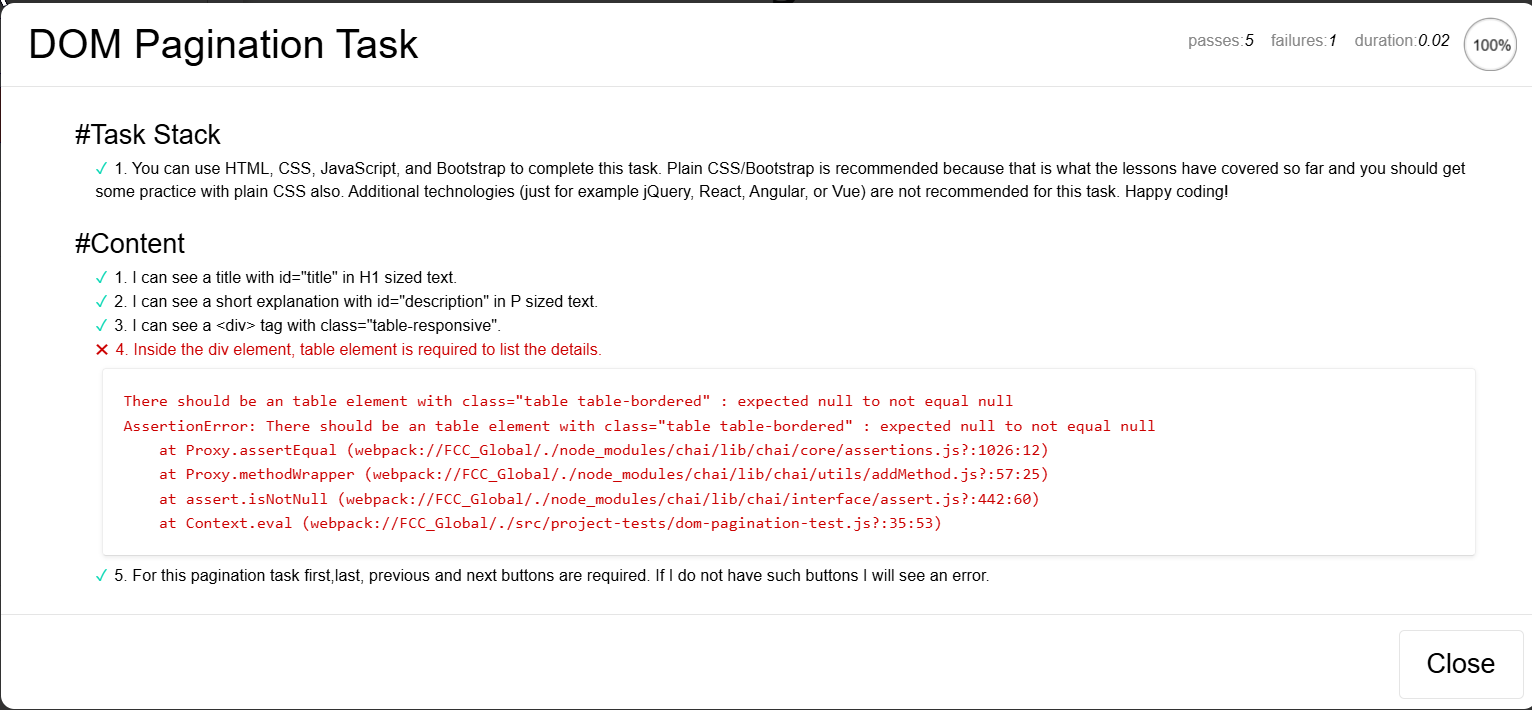 DOM Pagination Task
passes:5 failures:1 duration:0.02 100%
#Task Stack
✓ 1. You can use HTML, CSS, JavaScript, and Bootstrap to complete this task. Plain CSS/Bootstrap is recommended because that is what the lessons have covered so far and you should get
some practice with plain CSS also. Additional technologies (just for example jQuery, React, Angular, or Vue) are not recommended for this task. Happy coding!
#Content
✓ 1. I can see a title with id="title" in H1 sized text.
✓ 2. I can see a short explanation with id="description" in P sized text.
✓ 3. I can see a <div> tag with class="table-responsive".
✕ 4. Inside the div element, table element is required to list the details.
There should be an table element with class="table table-bordered" : expected null to not equal null
AssertionError: There should be an table element with class="table table-bordered" : expected null to not equal null
at Proxy.assertEqual (webpack://FCC_Global/./node_modules/chai/lib/chai/core/assertions.js?:1026:12)
at Proxy.methodWrapper (webpack://FCC_Global/./node_modules/chai/lib/chai/utils/addMethod.js?:57:25)
at assert.isNotNull (webpack://FCC_Global/./node_modules/chai/lib/chai/interface/assert.js?:442:60)
at Context.eval (webpack://FCC_Global/./src/project-tests/dom-pagination-test.js?:35:53)
✓ 5. For this pagination task first,last, previous and next buttons are required. If I do not have such buttons I will see an error.
Close